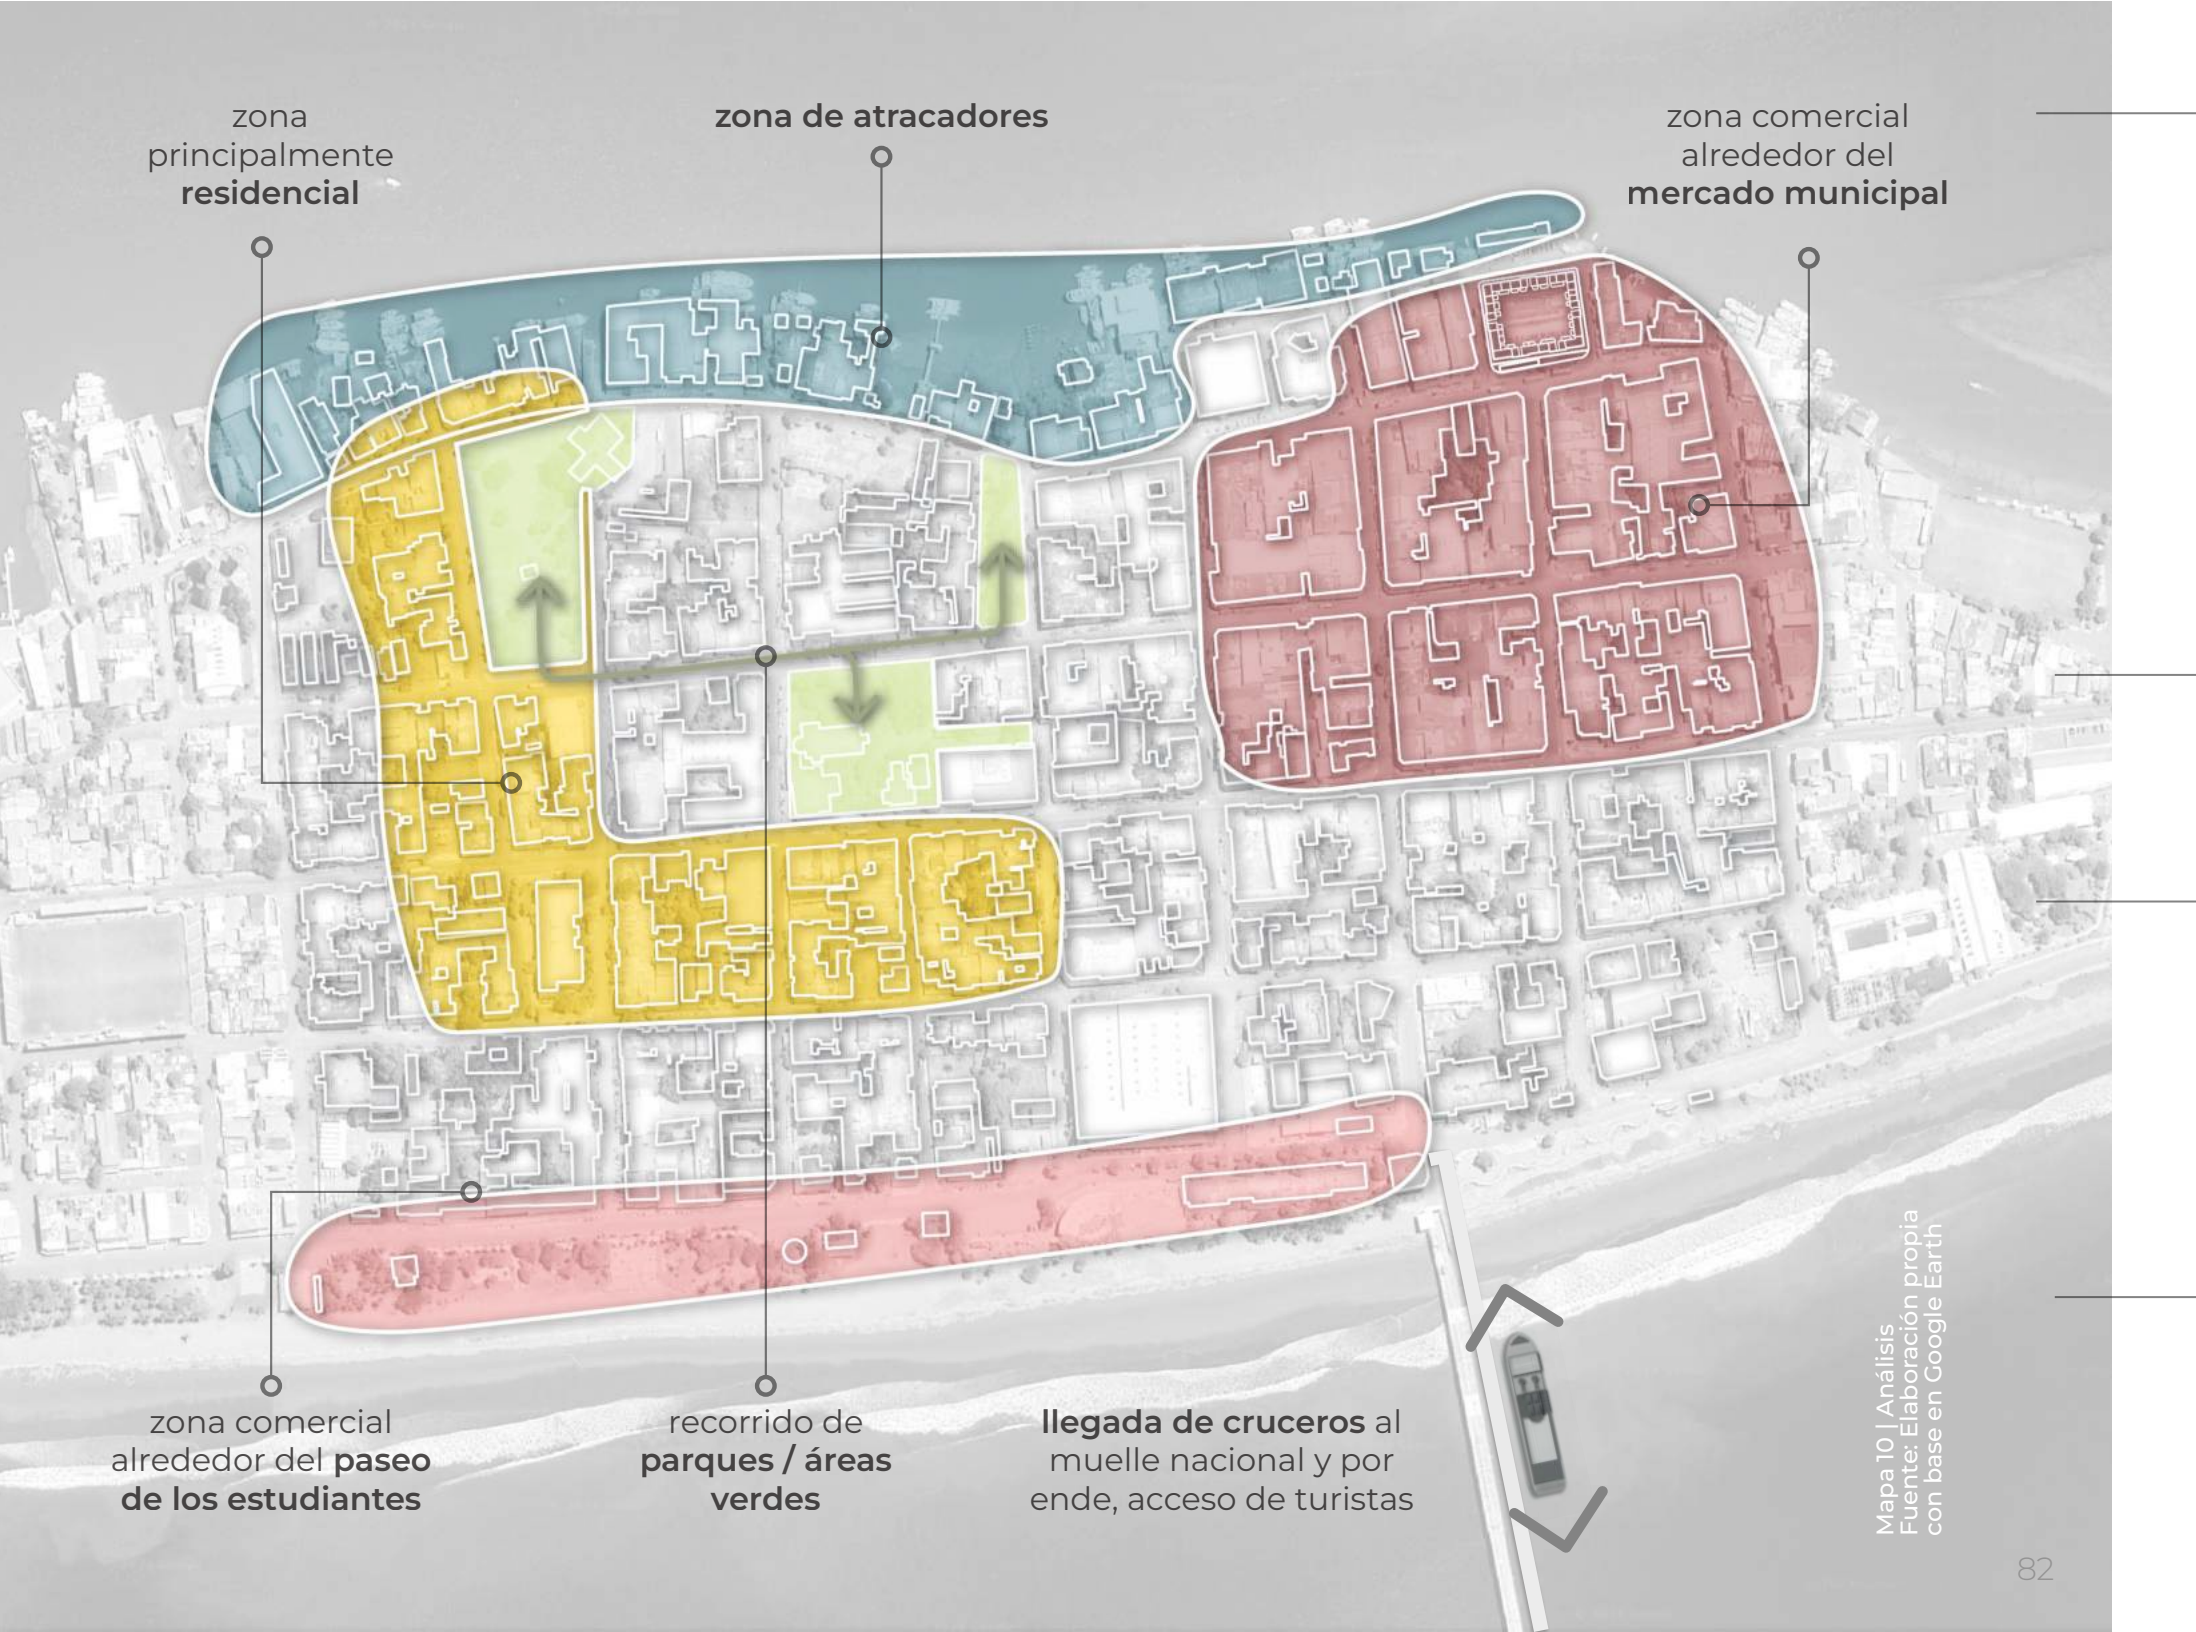 zona
principalmente
residencial
zona de atracadores
zona comercial
alrededor del
mercado municipal
zona comercial
alrededor del paseo
de los estudiantes
recorrido de
parques / áreas
verdes
llegada de cruceros al
muelle nacional y por
ende, acceso de turistas
Mapa 10 | Análisis
Fuente: Elaboración propia
con base en Google Earth
82